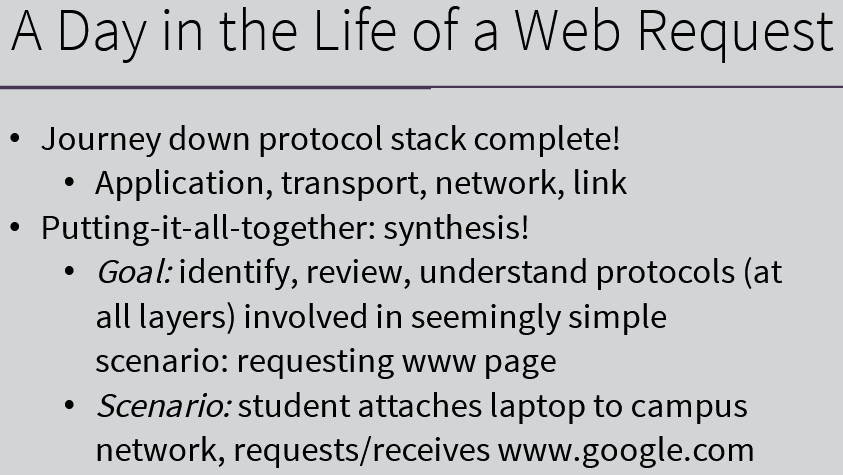 A Day in the Life of a Web Request
• Journey down protocol stack complete!
• Application, transport, network, link
• Putting-it-all-together: synthesis!
• Goal: identify, review, understand protocols (at
all layers) involved in seemingly simple
scenario: requesting www page
• Scenario: student attaches laptop to campus
network, requests/receives www.google.com